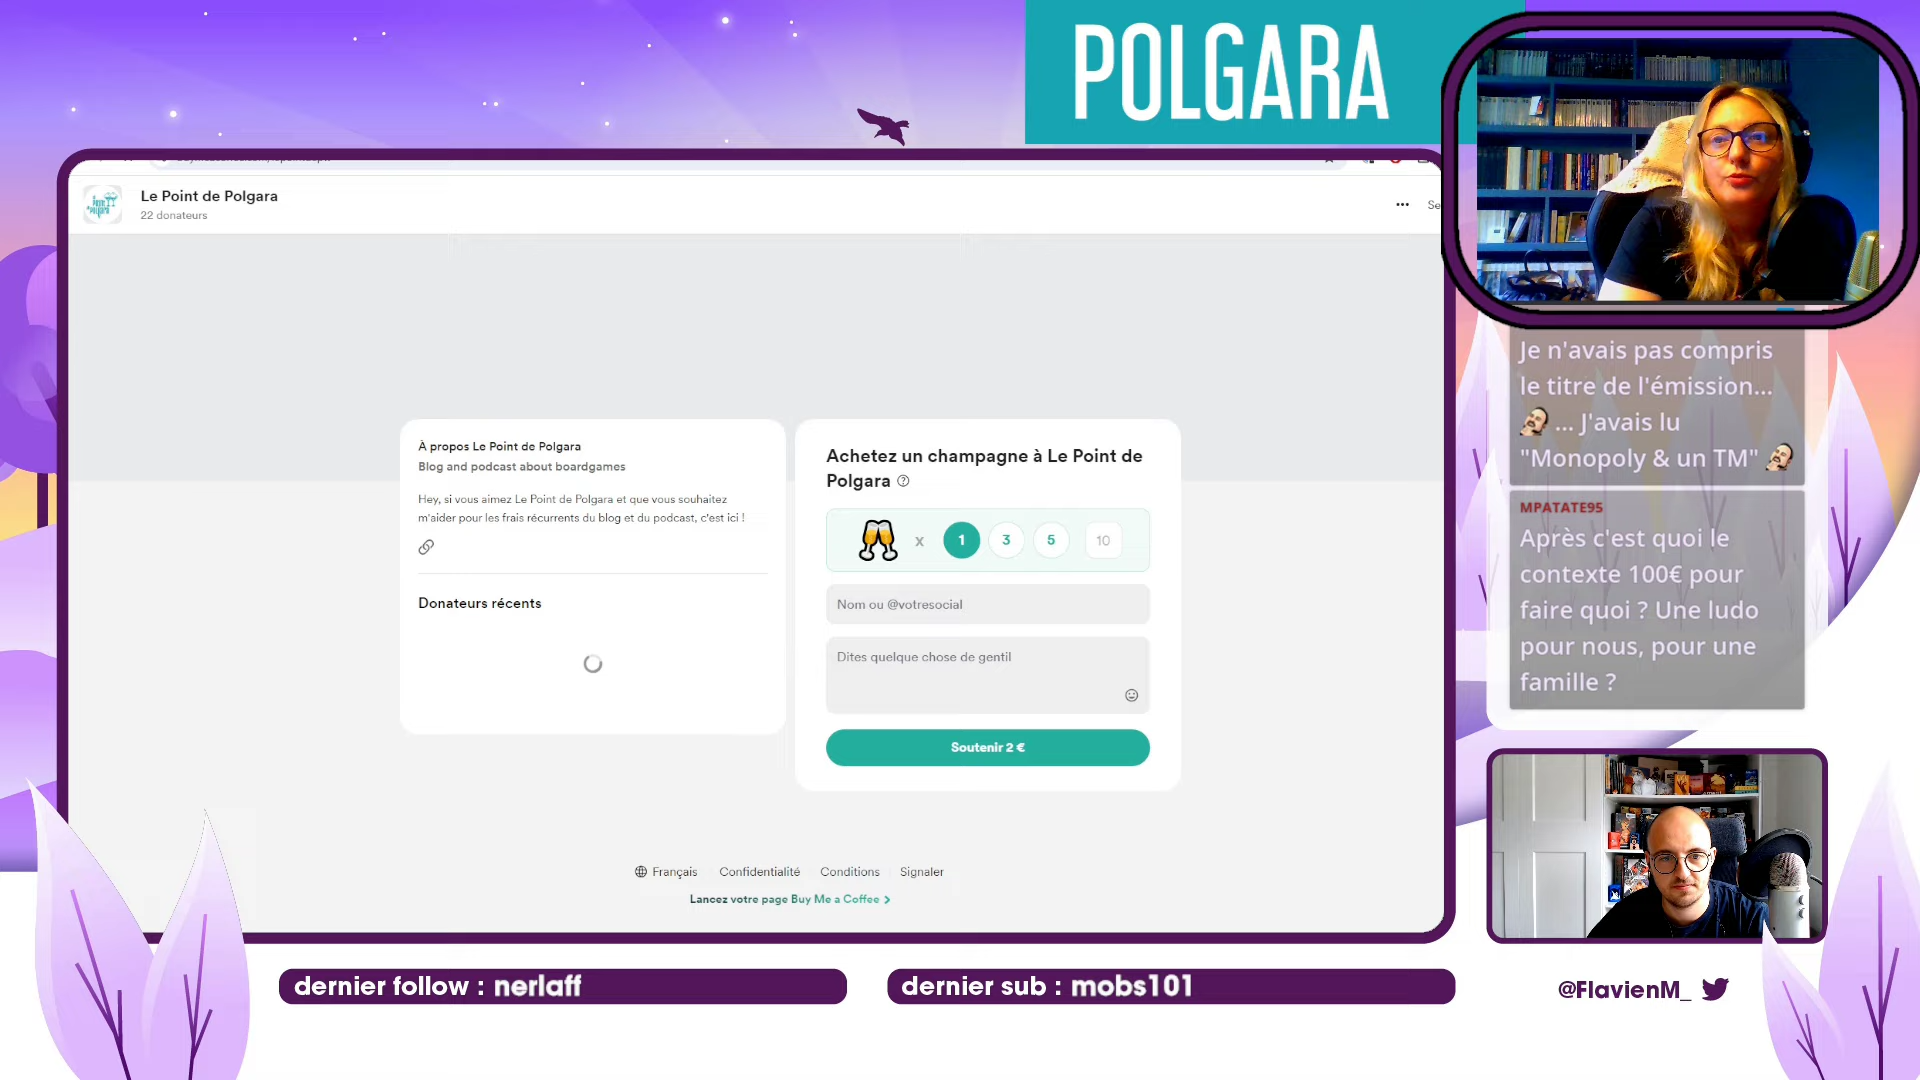 POLGARA
Le Point de Polgara
22 donateurs
Se
À propos Le Point de Polgara
Blog and podcast about boardgames
Hey, si vous aimez Le Point de Polgara et que vous souhaitez
m'aider pour les frais récurrents du blog et du podcast, c'est ici !
Donateurs récents
Achetez un champagne à Le Point de
Polgara
x 1 3 5 10
Nom ou @votresocial
Dites quelque chose de gentil
Soutenir 2 €
Français Confidentialité Conditions Signaler
Lancez votre page Buy Me a Coffee
Je n'avais pas compris
le titre de l'émission...
... J'avais lu
"Monopoly & un TM"
MPATATE95
Après c'est quoi le
contexte 100€ pour
faire quoi ? Une ludo
pour nous, pour une
famille ?
dernier follow : nerlaff
dernier sub : mobs101
@FlavienM_